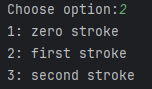 Choose option:2
1: zero stroke
2: first stroke
3: second stroke